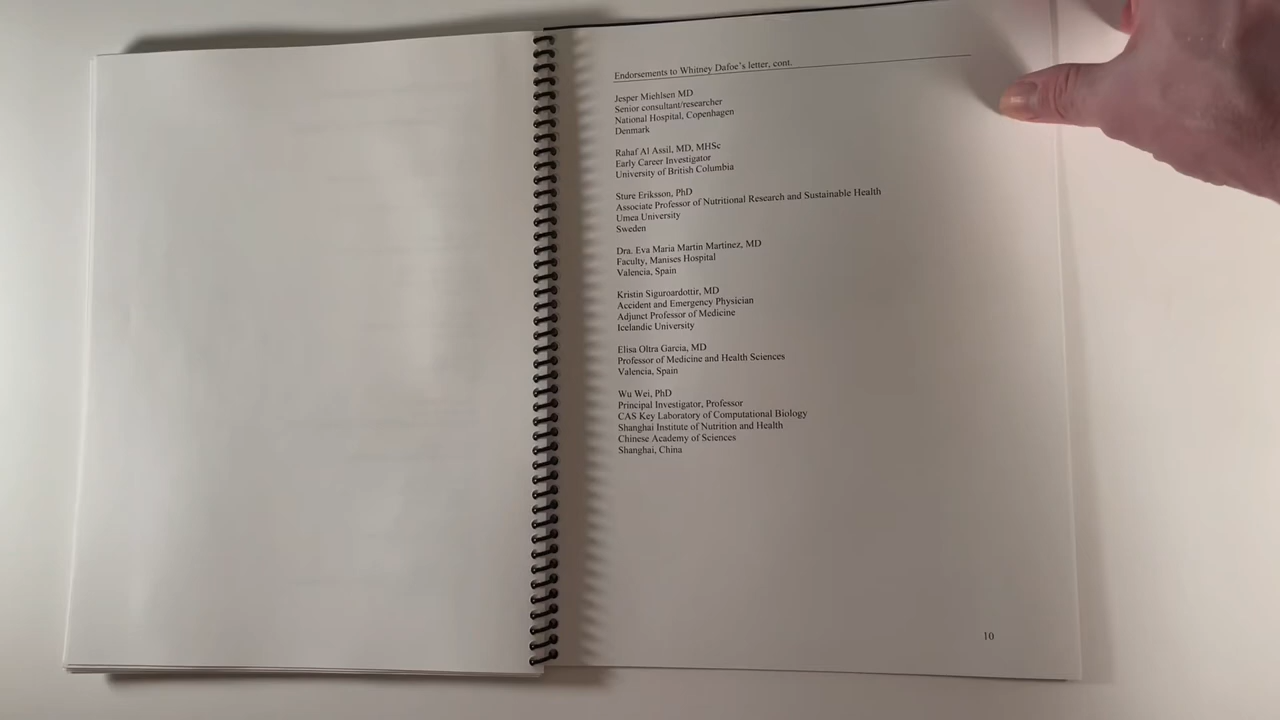 Endorsements to Whitney Dafoe's letter, cont.
Jesper Miehlsen MD
Senior consultant/researcher
National Hospital, Copenhagen
Denmark
Rahaf Al Assil, MD, MHSc
Early Career Investigator
University of British Columbia
Sture Eriksson, PhD
Associate Professor of Nutritional Research and Sustainable Health
Umea University
Sweden
Dra. Eva Maria Martin Martinez, MD
Faculty, Manises Hospital
Valencia, Spain
Kristin Siguroardottir, MD
Accident and Emergency Physician
Adjunct Professor of Medicine
Icelandic University
Elisa Oltra Garcia, MD
Professor of Medicine and Health Sciences
Valencia, Spain
Wu Wei, PhD
Principal Investigator, Professor
CAS Key Laboratory of Computational Biology
Shanghai Institute of Nutrition and Health
Chinese Academy of Sciences
Shanghai, China
10